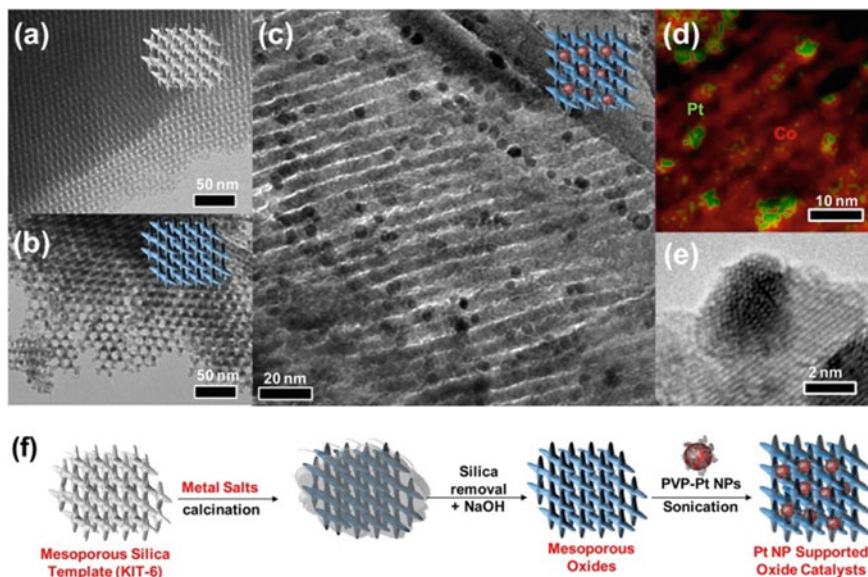 (a)
50 nm
(b)
50 nm
(c)
20 nm
(d)
Pt
Co
10 nm
(e)
2 nm
(f)
Metal Salts
calcination
Silica
removal
+ NaOH
PVP-Pt NPs
Sonication
Mesoporous Silica
Template (KIT-6)
Mesoporous
Oxides
Pt NP Supported
Oxide Catalysts